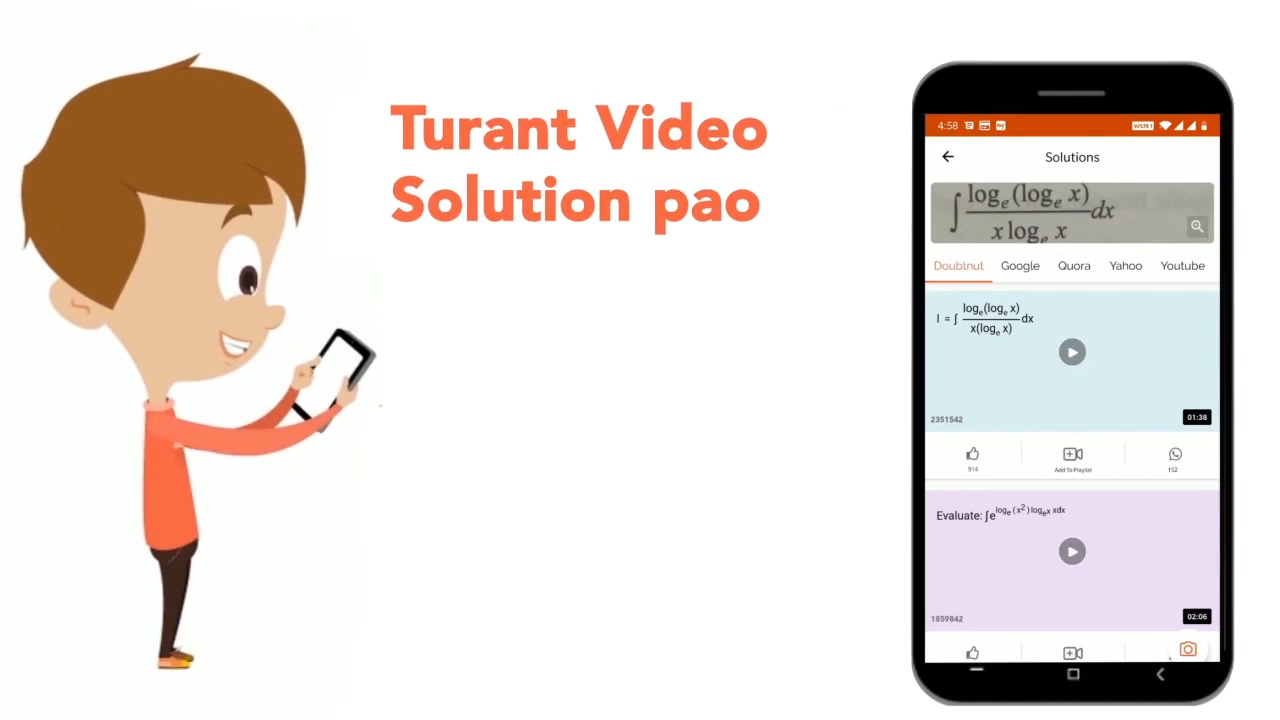 Turant Video
Solution pao
4:58
VoLTE1
Solutions
∫ logₑ(logₑ x) / x logₑ x dx
Doubtnut Google Quora Yahoo Youtube
I = ∫ logₑ(logₑ x) / x(logₑ x) dx
2351542 01:38
914 Add To Playlist 152
Evaluate: ∫e^logₑ(x²)logₑx xdx
1859842 02:06